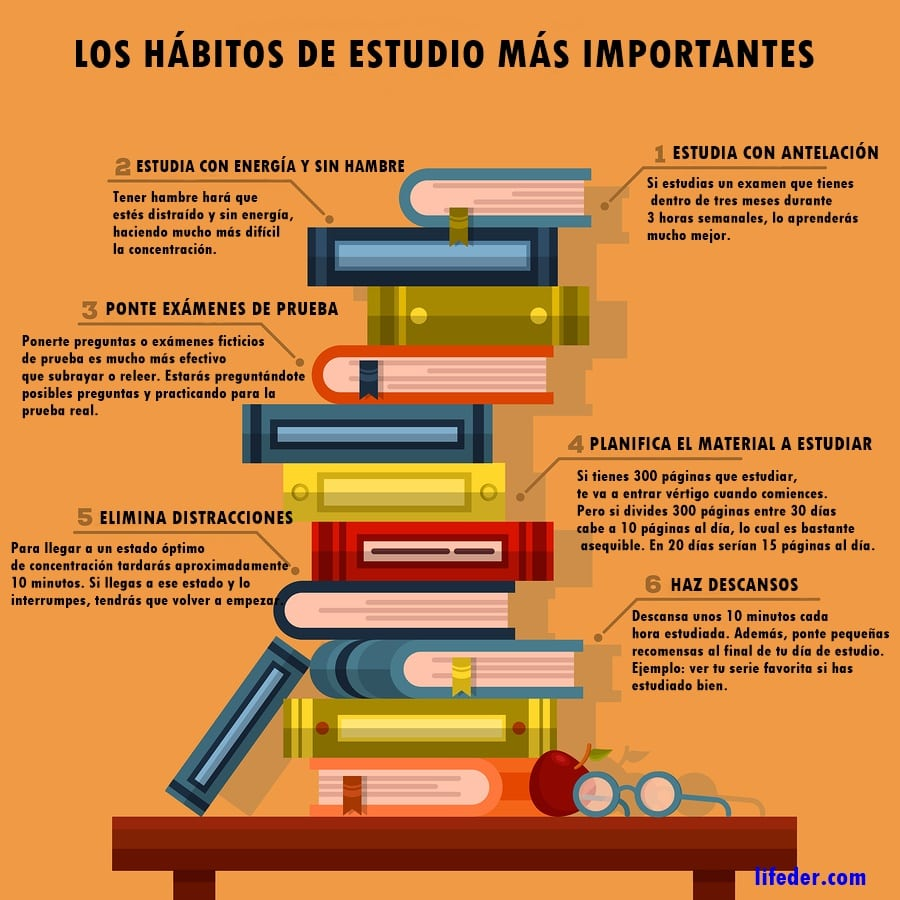 LOS HÁBITOS DE ESTUDIO MÁS IMPORTANTES
1 ESTUDIA CON ANTELACIÓN
Si estudias un examen que tienes
dentro de tres meses durante
3 horas semanales, lo aprenderás
mucho mejor.
2 ESTUDIA CON ENERGÍA Y SIN HAMBRE
Tener hambre hará que
estés distraído y sin energía,
haciendo mucho más difícil
la concentración.
3 PONTE EXÁMENES DE PRUEBA
Ponerte preguntas o exámenes ficticios
de prueba es mucho más efectivo
que subrayar o releer. Estarás preguntándote
posibles preguntas y practicando para la
prueba real.
4 PLANIFICA EL MATERIAL A ESTUDIAR
Si tienes 300 páginas que estudiar,
te va a entrar vértigo cuando comiences.
Pero si divides 300 páginas entre 30 días
cabe a 10 páginas al día, lo cual es bastante
asequible. En 20 días serían 15 páginas al día.
5 ELIMINA DISTRACCIONES
Para llegar a un estado óptimo
de concentración tardarás aproximadamente
10 minutos. Si llegas a ese estado y lo
interrumpes, tendrás que volver a empezar.
6 HAZ DESCANSOS
Descansa unos 10 minutos cada
hora estudiada. Además, ponte pequeñas
recomensas al final de tu día de estudio.
Ejemplo: ver tu serie favorita si has
estudiado bien.
lifeder.com